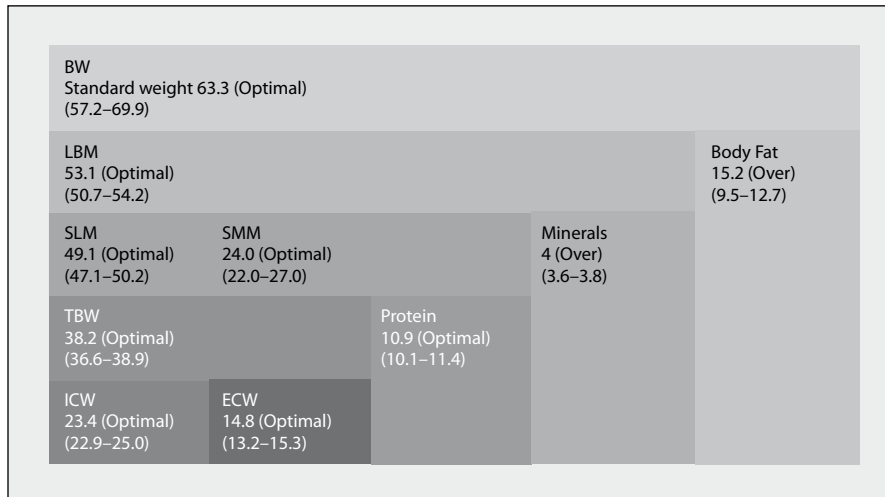 BW
Standard weight 63.3 (Optimal)
(57.2–69.9)
LBM
53.1 (Optimal)
(50.7–54.2)
Body Fat
15.2 (Over)
(9.5–12.7)
SLM
49.1 (Optimal)
(47.1–50.2)
SMM
24.0 (Optimal)
(22.0–27.0)
Minerals
4 (Over)
(3.6–3.8)
TBW
38.2 (Optimal)
(36.6–38.9)
Protein
10.9 (Optimal)
(10.1–11.4)
ICW
23.4 (Optimal)
(22.9–25.0)
ECW
14.8 (Optimal)
(13.2–15.3)